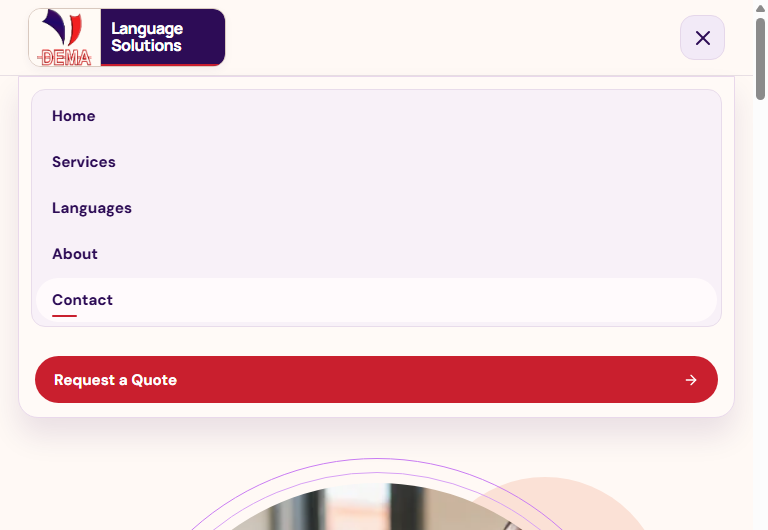 DEMA
Language
Solutions
Home
Services
Languages
About
Contact
Request a Quote